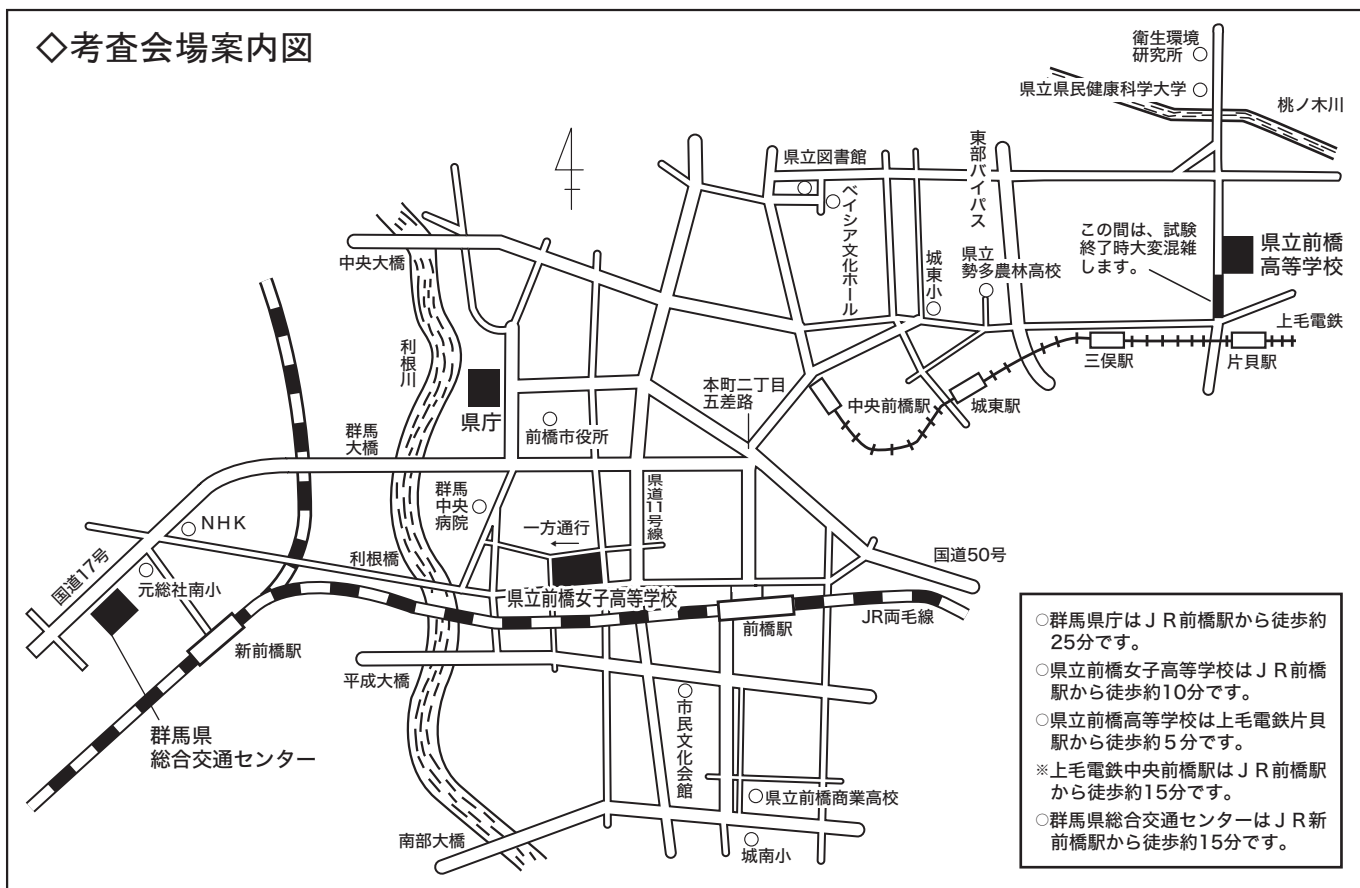 ◇考査会場案内図
衛生環境
研究所
県立県民健康科学大学
桃ノ木川
東部バイパス
県立図書館
ベイシア文化ホール
この間は、試験
終了時大変混雑
します。
県立前橋
高等学校
中央大橋
城東小
県立
勢多農林高校
上毛電鉄
利根川
三俣駅
片貝駅
本町二丁目
五差路
中央前橋駅
城東駅
県庁
群馬
大橋
前橋市役所
県道11号線
群馬
中央
病院
NHK
一方通行
国道17号
利根橋
国道50号
元総社南小
県立前橋女子高等学校
新前橋駅
前橋駅
JR両毛線
平成大橋
市民文化会館
群馬県
総合交通センター
県立前橋商業高校
南部大橋
城南小
○群馬県庁はJR前橋駅から徒歩約
25分です。
○県立前橋女子高等学校はJR前橋
駅から徒歩約10分です。
○県立前橋高等学校は上毛電鉄片貝
駅から徒歩約5分です。
※上毛電鉄中央前橋駅はJR前橋駅
から徒歩約15分です。
○群馬県総合交通センターはJR新
前橋駅から徒歩約15分です。